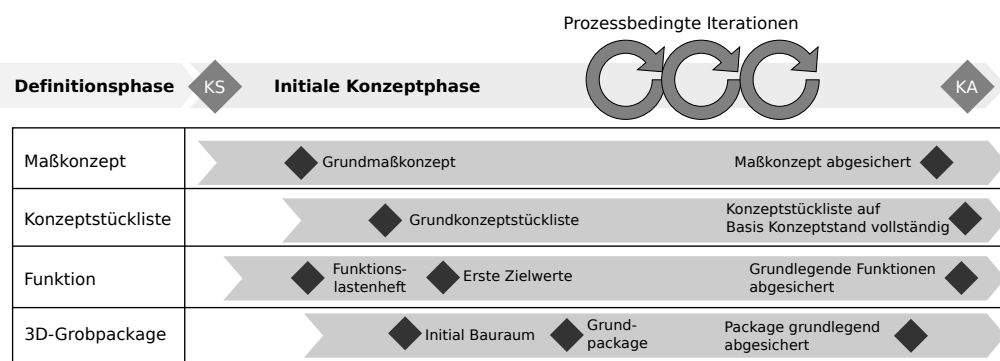 Prozessbedingte Iterationen
Definitionsphase KS Initiale Konzeptphase KA
Maßkonzept Grundmaßkonzept Maßkonzept abgesichert
Konzeptstückliste Grundkonzeptstückliste Konzeptstückliste auf
Basis Konzeptstand vollständig
Funktion Funktions-
lastenheft Erste Zielwerte Grundlegende Funktionen
abgesichert
3D-Grobpackage Initial Bauraum Grund-
package Package grundlegend
abgesichert